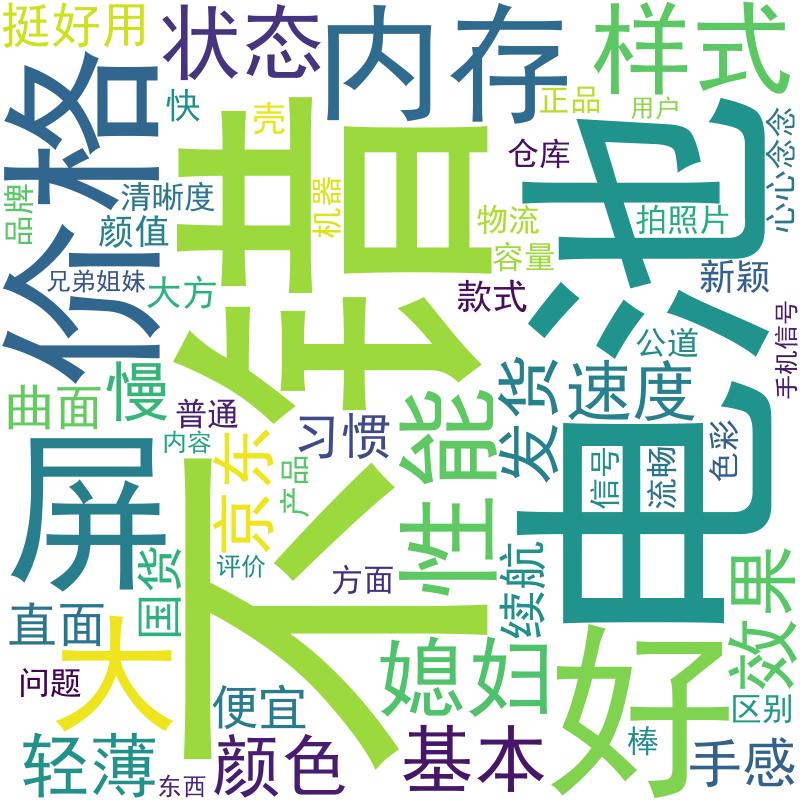 挺好用
状态
内存
样式
价格
快
壳
正品
用户
不错
电池
心心念念
仓库
品牌
清晰度
机器
颜值
物流
拍照片
容量
兄弟姐妹
大方
款式
新颖
手机信号
公道
曲面
慢
普通
习惯
性能
发货
速度
屏
内容
京东
产品
信号
流畅
色彩
评价
方面
续航
国货
效果
直面
大
问题
媳妇
好
便宜
区别
轻薄
东西
颜色
基本
棒
手感